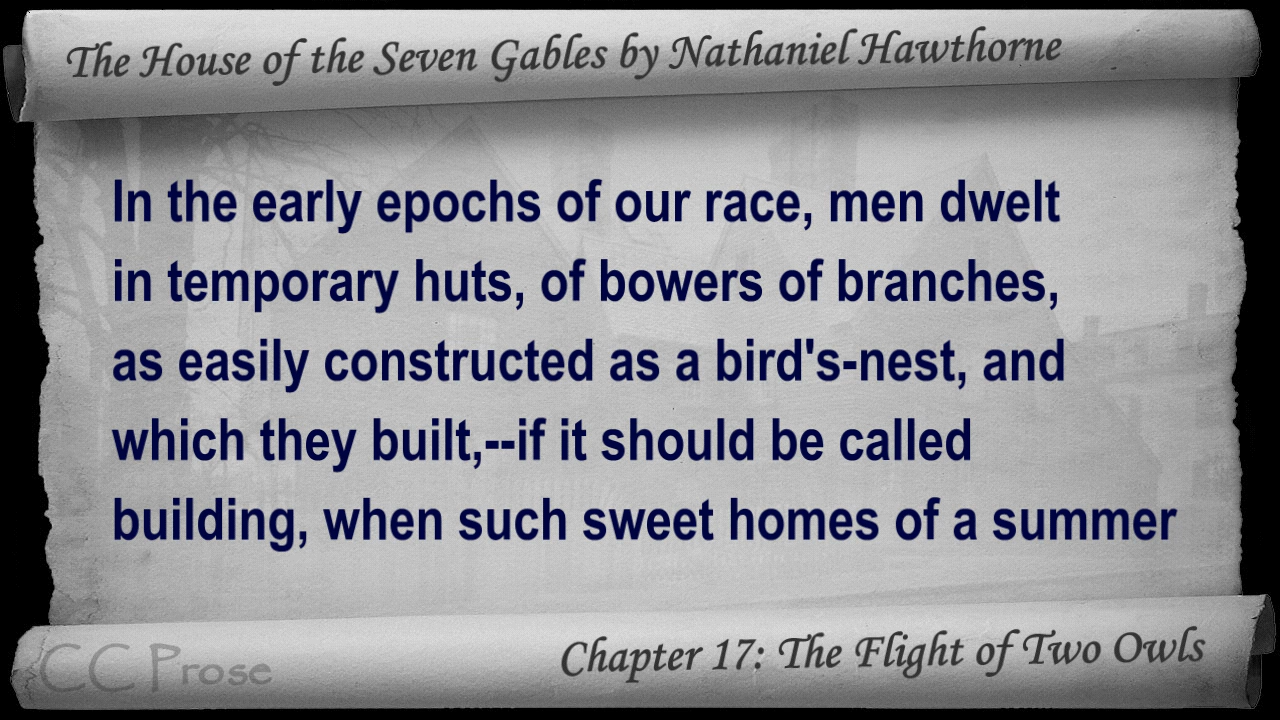 The House of the Seven Gables by Nathaniel Hawthorne
In the early epochs of our race, men dwelt
in temporary huts, of bowers of branches,
as easily constructed as a bird's-nest, and
which they built,--if it should be called
building, when such sweet homes of a summer
CC Prose
Chapter 17: The Flight of Two Owls